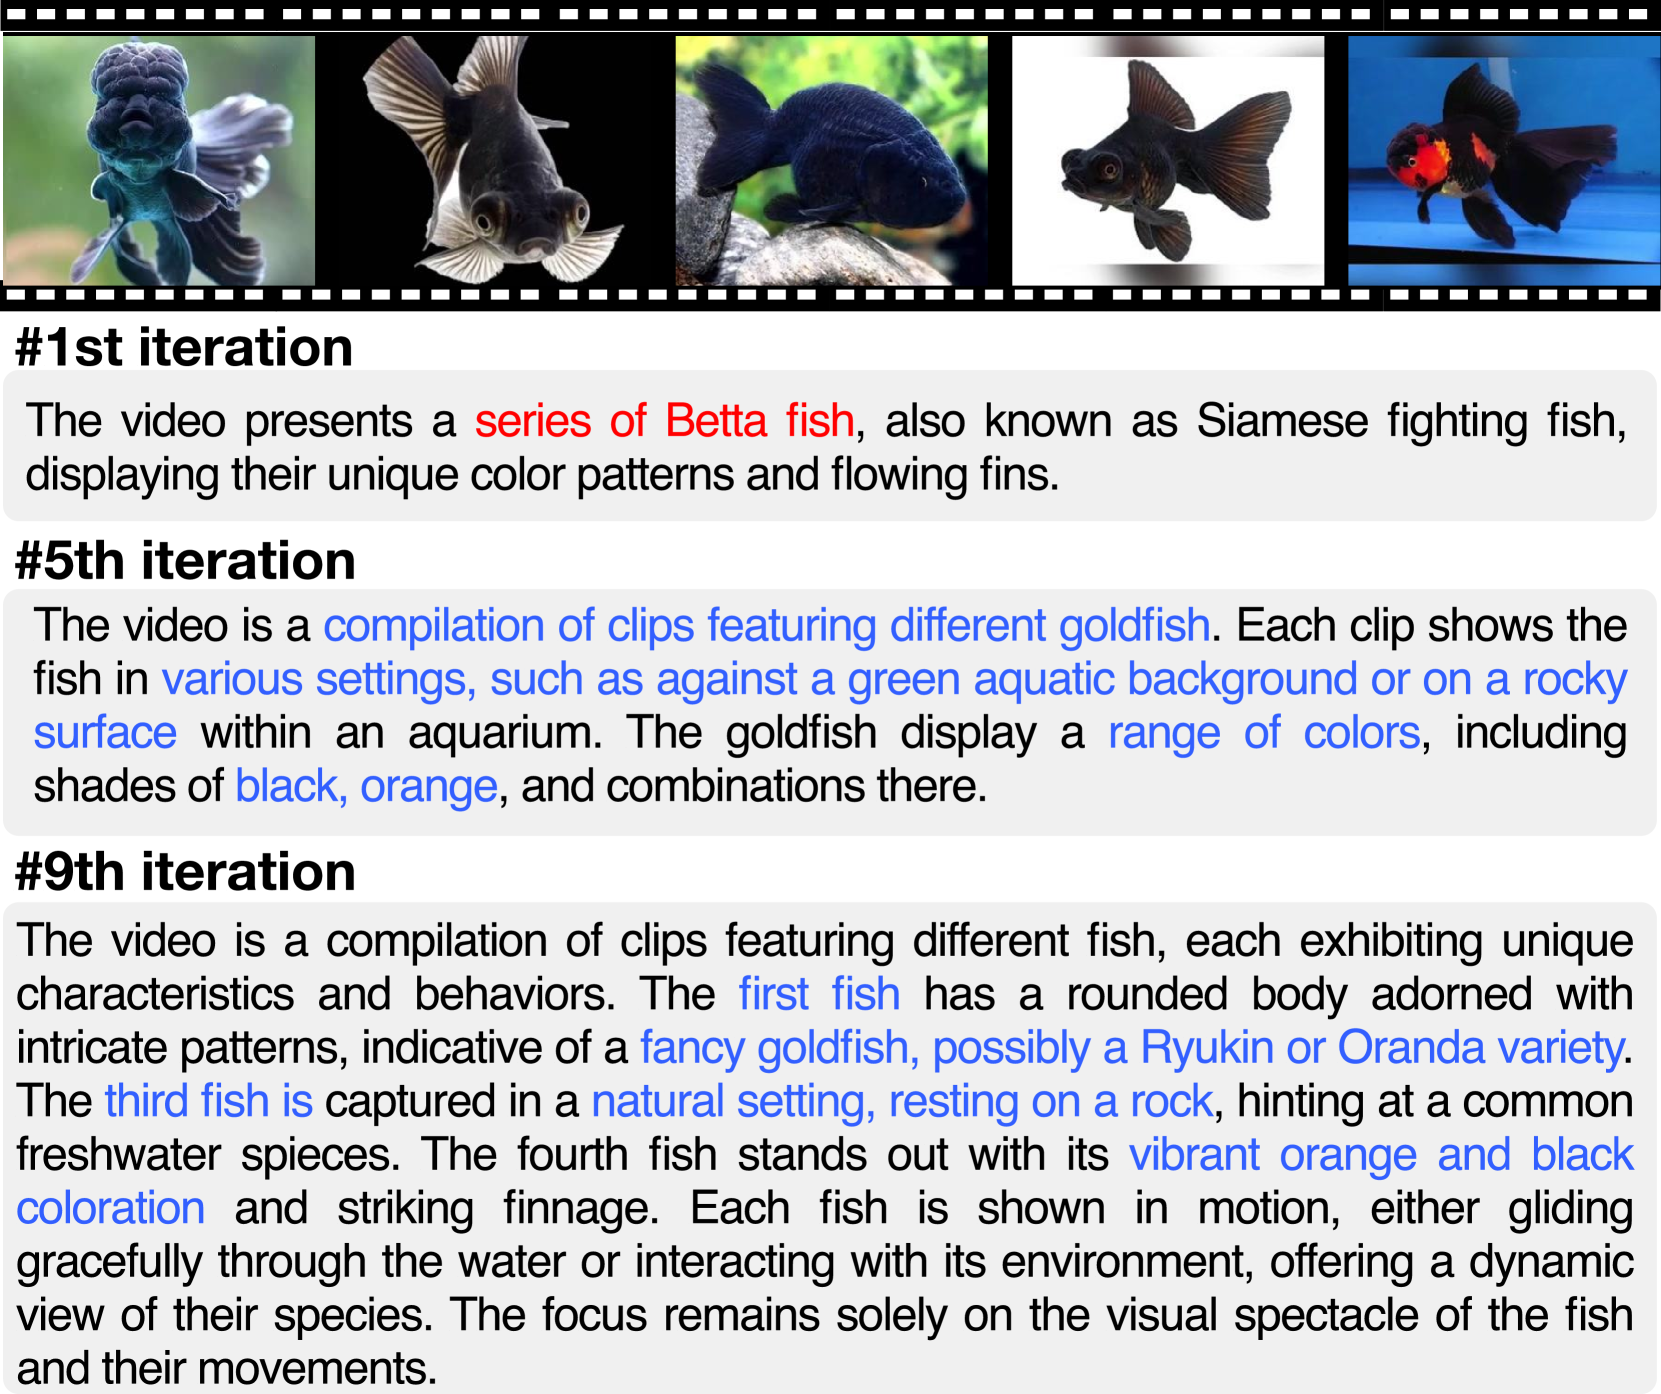 #1st iteration
The video presents a series of Betta fish, also known as Siamese fighting fish,
displaying their unique color patterns and flowing fins.
#5th iteration
The video is a compilation of clips featuring different goldfish. Each clip shows the
fish in various settings, such as against a green aquatic background or on a rocky
surface within an aquarium. The goldfish display a range of colors, including
shades of black, orange, and combinations there.
#9th iteration
The video is a compilation of clips featuring different fish, each exhibiting unique
characteristics and behaviors. The first fish has a rounded body adorned with
intricate patterns, indicative of a fancy goldfish, possibly a Ryukin or Oranda variety.
The third fish is captured in a natural setting, resting on a rock, hinting at a common
freshwater spieces. The fourth fish stands out with its vibrant orange and black
coloration and striking finnage. Each fish is shown in motion, either gliding
gracefully through the water or interacting with its environment, offering a dynamic
view of their species. The focus remains solely on the visual spectacle of the fish
and their movements.